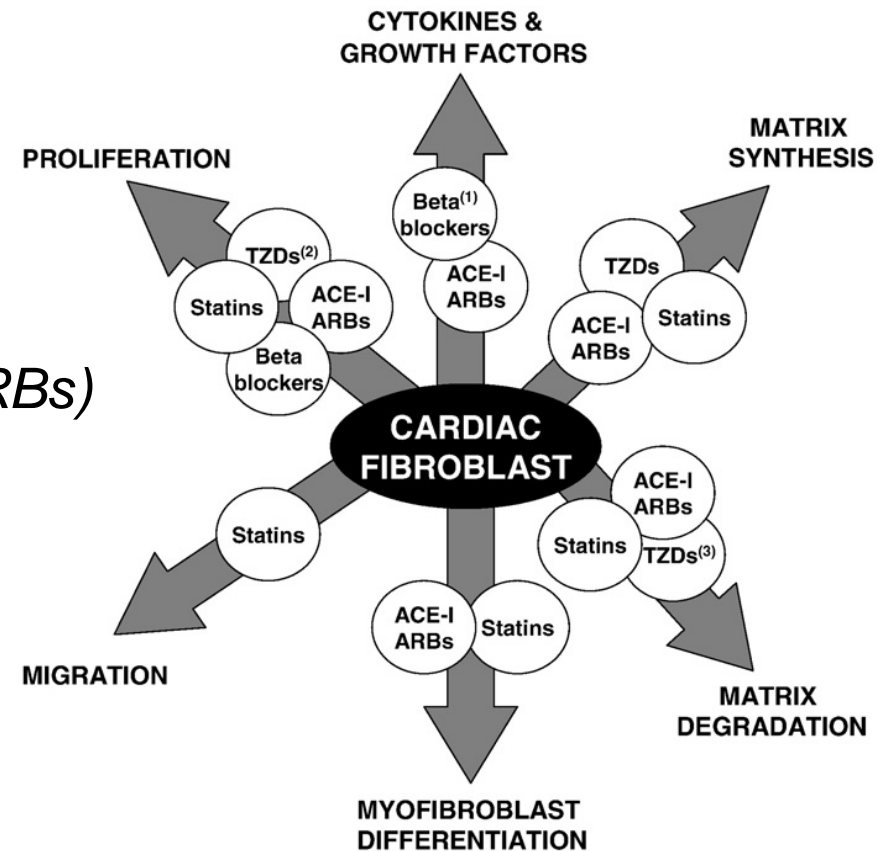 CYTOKINES &
GROWTH FACTORS
MATRIX
SYNTHESIS
PROLIFERATION
Beta(1)
blockers
ACE-I
ARBs
TZDs(2)
Statins
ACE-I
ARBs
Beta
blockers
TZDs
ACE-I
ARBs
Statins
RBs)
CARDIAC
FIBROBLAST
Statins
ACE-I
ARBs
Statins
TZDs(3)
ACE-I
ARBs
Statins
MIGRATION
MATRIX
DEGRADATION
MYOFIBROBLAST
DIFFERENTIATION